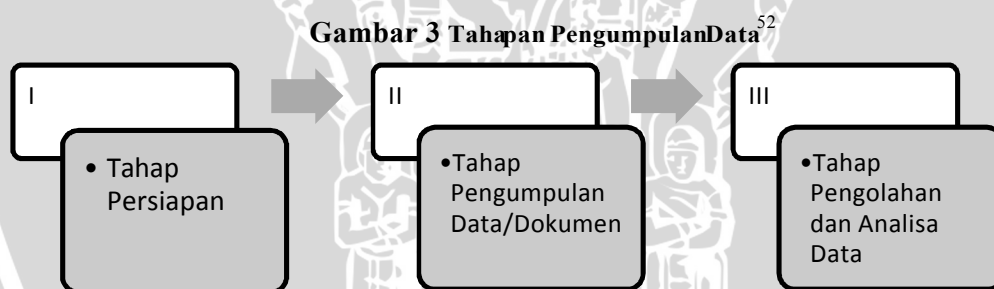 Gambar 3 Tahapan PengumpulanData52
I
• Tahap
Persiapan
II
•Tahap
Pengumpulan
Data/Dokumen
III
•Tahap
Pengolahan
dan Analisa
Data